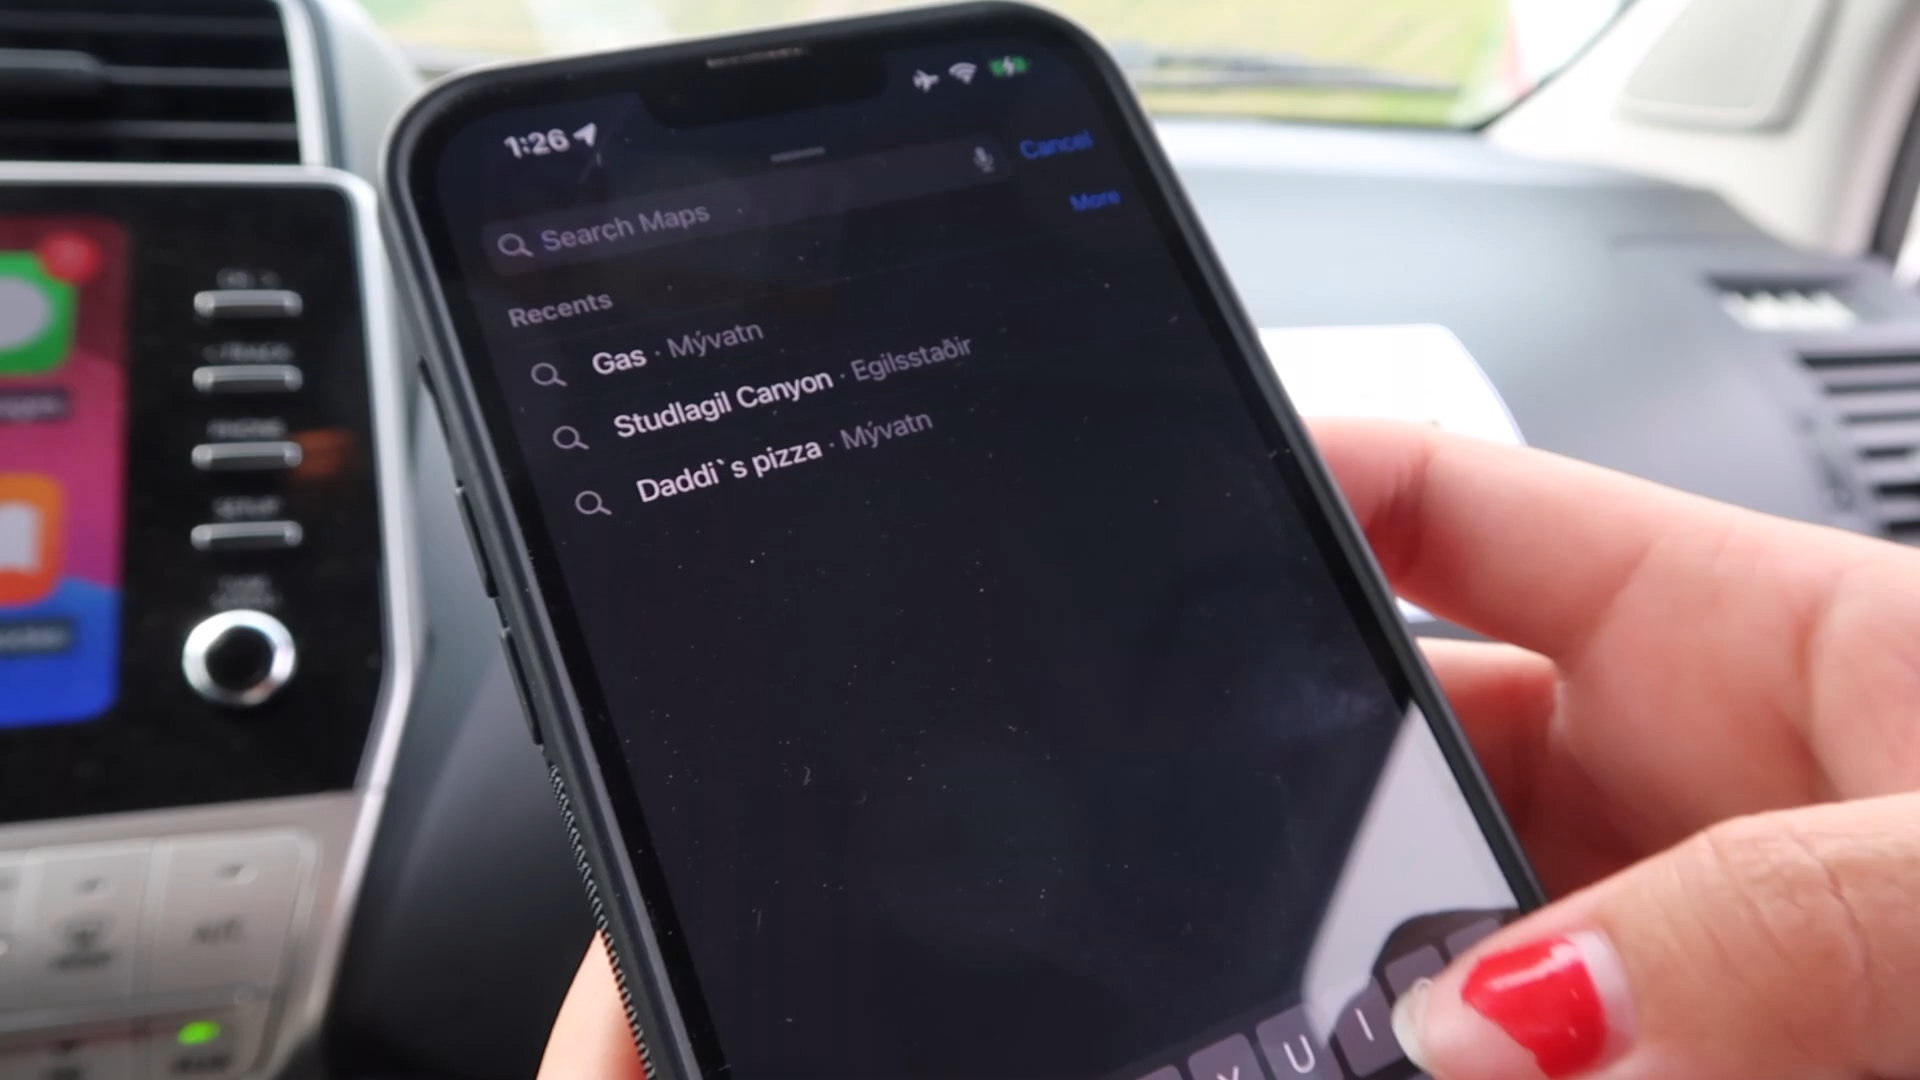 1:26
Search Maps
Cancel
Recents
More
Gas · Mývatn
Studlagil Canyon · Egilsstaðir
Daddi`s pizza · Mývatn
Y U I